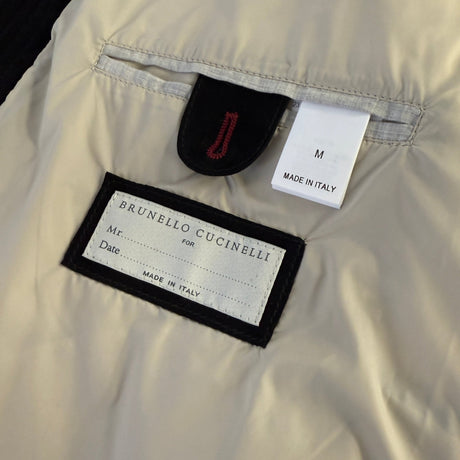 M
MADE IN ITALY
BRUNELLO CUCINELLI
FOR
Mr.
Date
MADE IN ITALY